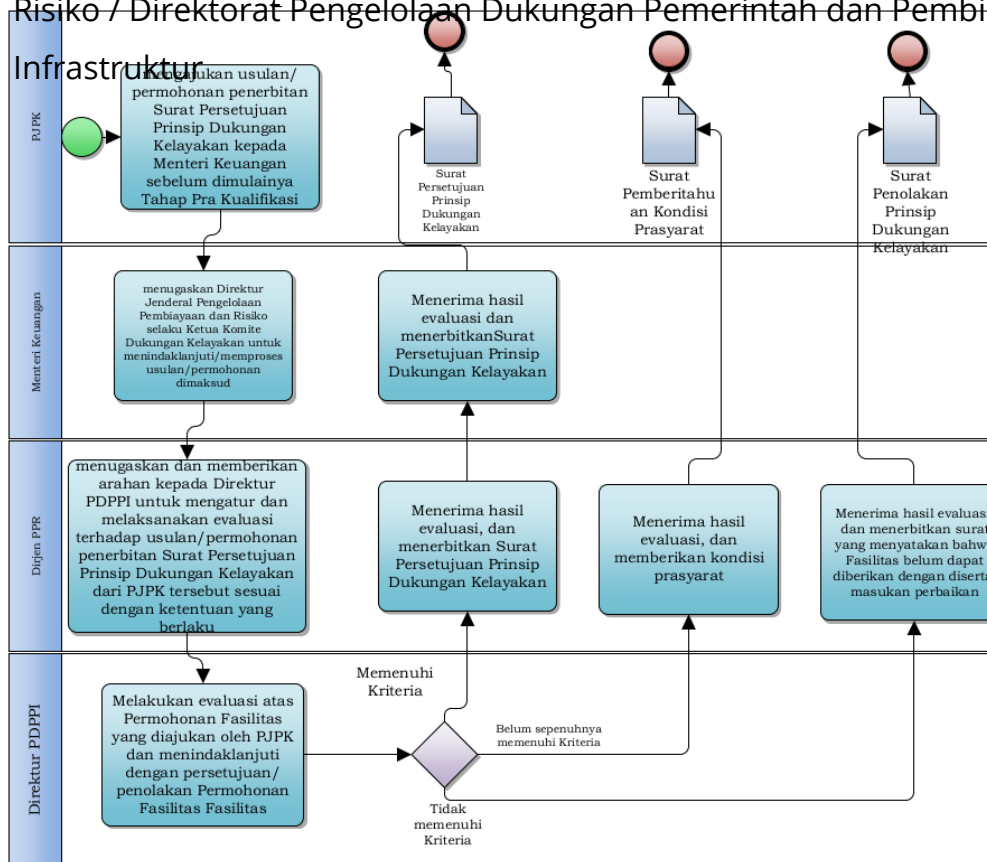 Risiko / Direktorat Pengelolaan Dukungan Pemerintah dan
Infrastruktur
PJPK
mengajukan usulan/
permohonan penerbitan
Surat Persetujuan
Prinsip Dukungan
Kelayakan kepada
Menteri Keuangan
sebelum dimulainya
Tahap Pra Kualifikasi
Surat
Persetujuan
Prinsip
Dukungan
Kelayakan
Surat
Pemberitahu
an Kondisi
Prasyarat
Surat
Penolakan
Prinsip
Dukungan
Kelayakan
Menteri Keuangan
menugaskan Direktur
Jenderal Pengelolaan
Pembiayaan dan Risiko
selaku Ketua Komite
Dukungan Kelayakan untuk
menindaklanjuti/memproses
usulan/permohonan
dimaksud
Menerima hasil
evaluasi dan
menerbitkanSurat
Persetujuan Prinsip
Dukungan Kelayakan
Dirjen PPR
menugaskan dan memberikan
arahan kepada Direktur
PDPPI untuk mengatur dan
melaksanakan evaluasi
terhadap usulan/permohonan
penerbitan Surat Persetujuan
Prinsip Dukungan Kelayakan
dari PJPK tersebut sesuai
dengan ketentuan yang
berlaku
Menerima hasil
evaluasi, dan
menerbitkan Surat
Persetujuan Prinsip
Dukungan Kelayakan
Menerima hasil
evaluasi, dan
memberikan kondisi
prasyarat
Menerima hasil
dan menerbitkan surat
yang menyatakan
Fasilitas belum dapat
diberikan dengan
masukan perbaikan
Direktur PDPPI
Melakukan evaluasi atas
Permohonan Fasilitas
yang diajukan oleh PJPK
dan menindaklanjuti
dengan persetujuan/
penolakan Permohonan
Fasilitas Fasilitas
Memenuhi
Kriteria
Belum sepenuhnya
memenuhi Kriteria
Tidak
memenuhi
Kriteria